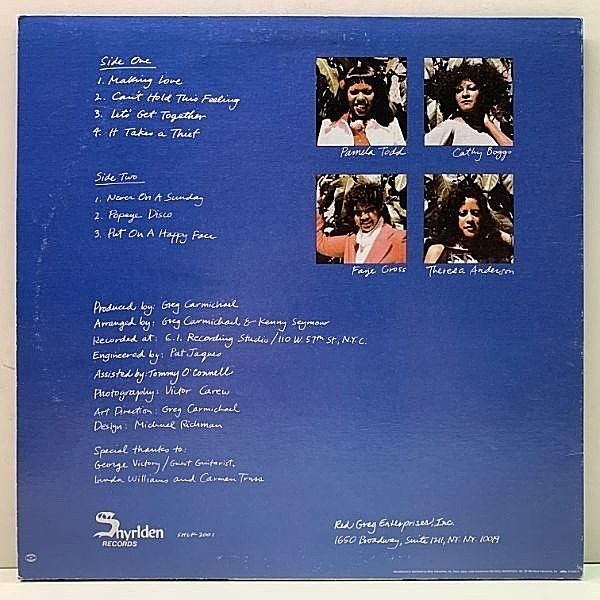 Side One
1. Making Love
2. Can't Hold This Feeling
3. Let's Get Together
4. It Takes a Thief
Side Two
1. Never On A Sunday
2. Popeye Disco
3. Put On A Happy Face
Pamela Todd
Cathy Boggs
Faye Cross
Theresa Anderson
Produced by: Greg Carmichael
Arranged by: Greg Carmichael & Kenny Seymour
Recorded at: C.I. Recording Studio/110 W. 57th St, N.Y.C.
Engineered by: Pat Jaques
Assisted by: Tommy O'Connell
Photography: Victor Carew
Art Direction: Greg Carmichael
Design: Michael Richman
Special thanks to:
George Victory/Guest Guitarist.
Linda Williams and Carmen Truss
Shyrlden
RECORDS
SHLP-2001
Red Greg Enterprises, Inc.
1650 Broadway, Suite 1211, NY. NY. 10019